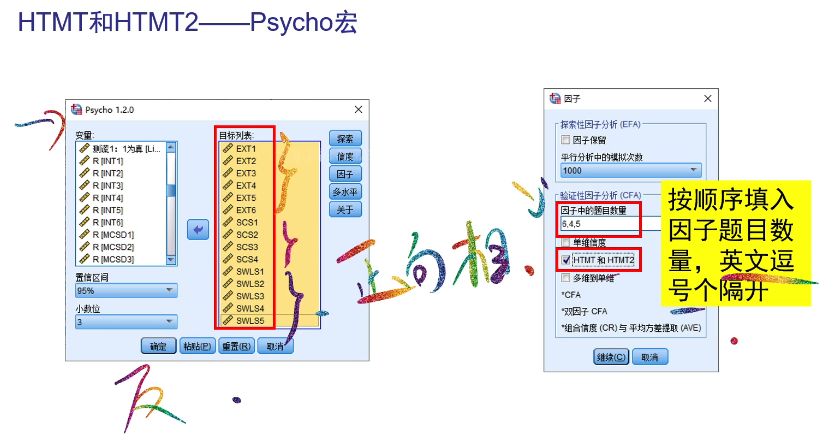 HTMT和HTMT2——Psycho宏
Psycho 1.2.0
变量:
测谎1: 1为真 [Li...
R [INT1]
R [INT2]
R [INT3]
R [INT4]
R [INT5]
R [INT6]
R [MCSD1]
R [MCSD2]
R [MCSD3]
置信区间
95%
小数位
3
目标列表:
EXT1
EXT2
EXT3
EXT4
EXT5
EXT6
SCS1
SCS2
SCS3
SCS4
SWLS1
SWLS2
SWLS3
SWLS4
SWLS5
探索
信度
因子
多水平
关于
确定
粘贴(P)
重置(R)
取消
反
正向相
因子
探索性因子分析 (EFA)
因子保留
平行分析中的模拟次数
1000
验证性因子分析 (CFA)
因子中的题目数量
6,4,5
单维信度
HTMT 和 HTMT2
多维到单维
*CFA
*双因子 CFA
*组合信度 (CR) 与 平均方差提取 (AVE)
继续(C)
取消
按顺序填入
因子题目数
量，英文逗
号个隔开